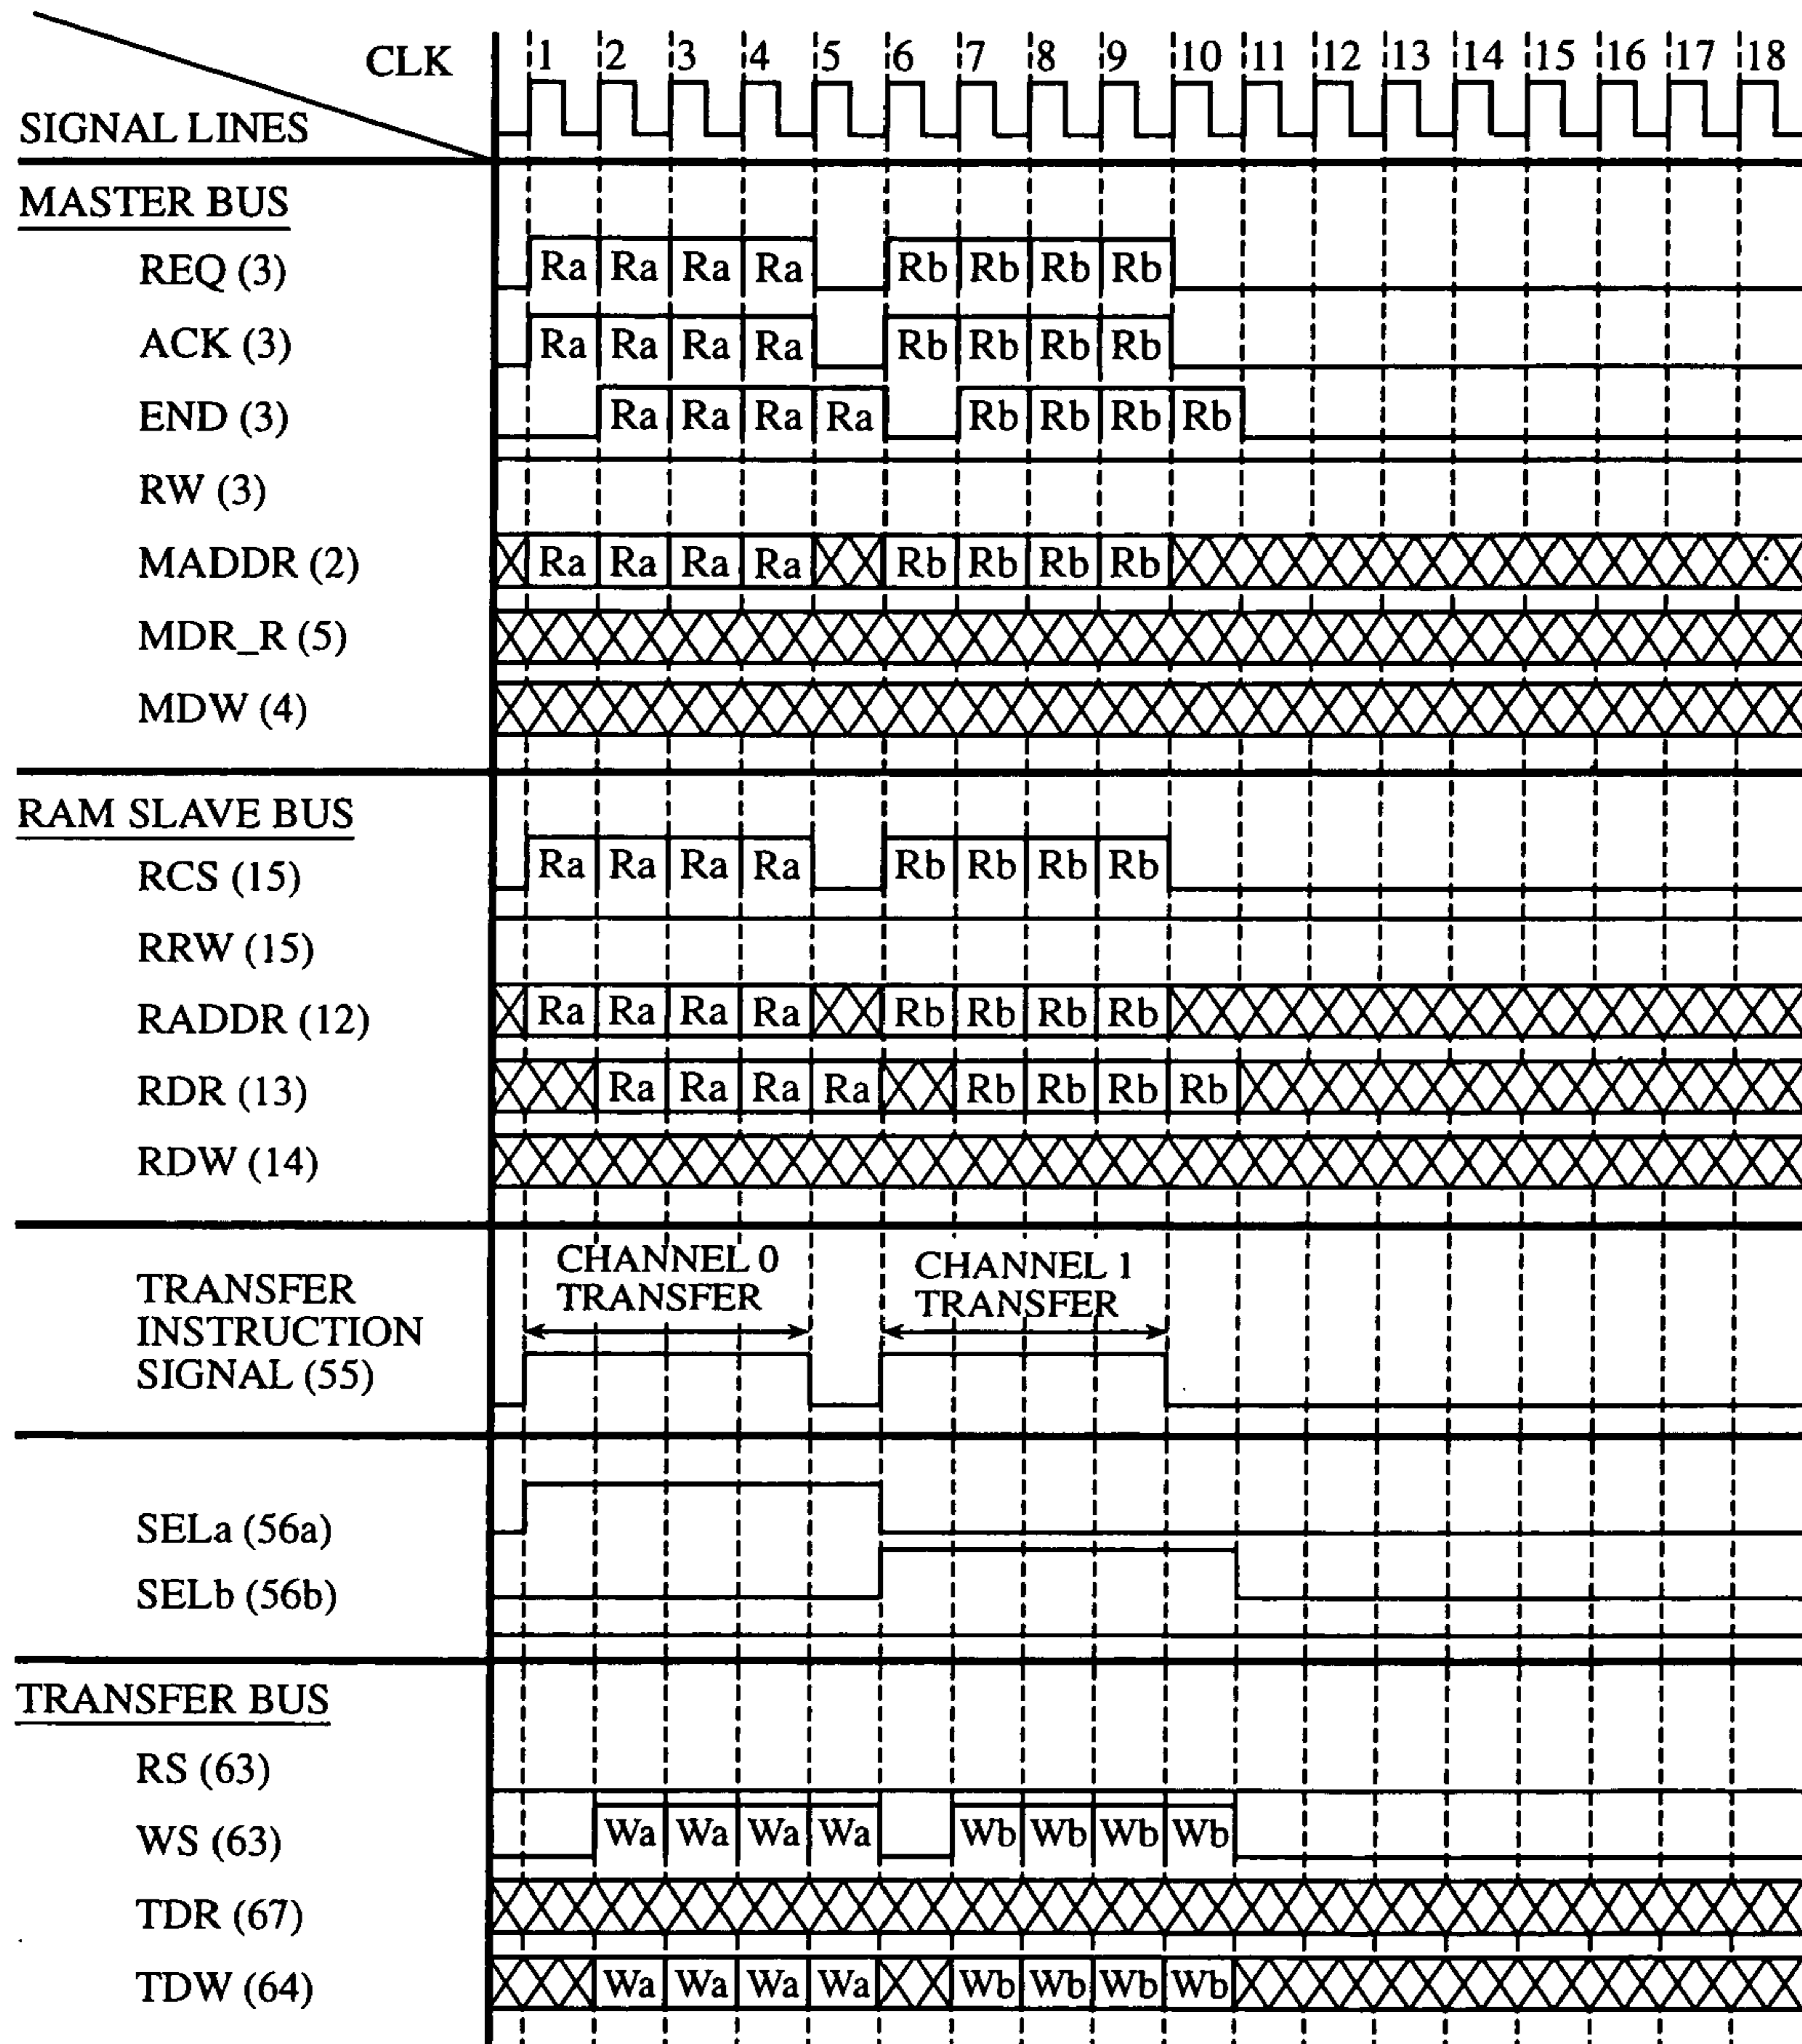 CLK 1 2 3 4 5 6 7 8 9 10 11 12 13 14 15 16 17 18
SIGNAL LINES
MASTER BUS
REQ (3) Ra Ra Ra Ra Rb Rb Rb Rb
ACK (3) Ra Ra Ra Ra Rb Rb Rb Rb
END (3) Ra Ra Ra Ra Rb Rb Rb Rb
RW (3)
MADDR (2) Ra Ra Ra Ra Rb Rb Rb Rb
MDR_R (5)
MDW (4)
RAM SLAVE BUS
RCS (15) Ra Ra Ra Ra Rb Rb Rb Rb
RRW (15)
RADDR (12) Ra Ra Ra Ra Rb Rb Rb Rb
RDR (13) Ra Ra Ra Ra Rb Rb Rb Rb
RDW (14)
CHANNEL 0
TRANSFER
CHANNEL 1
TRANSFER
TRANSFER
INSTRUCTION
SIGNAL (55)
SELa (56a)
SELb (56b)
TRANSFER BUS
RS (63)
WS (63) Wa Wa Wa Wa Wb Wb Wb Wb
TDR (67)
TDW (64) Wa Wa Wa Wa Wb Wb Wb Wb